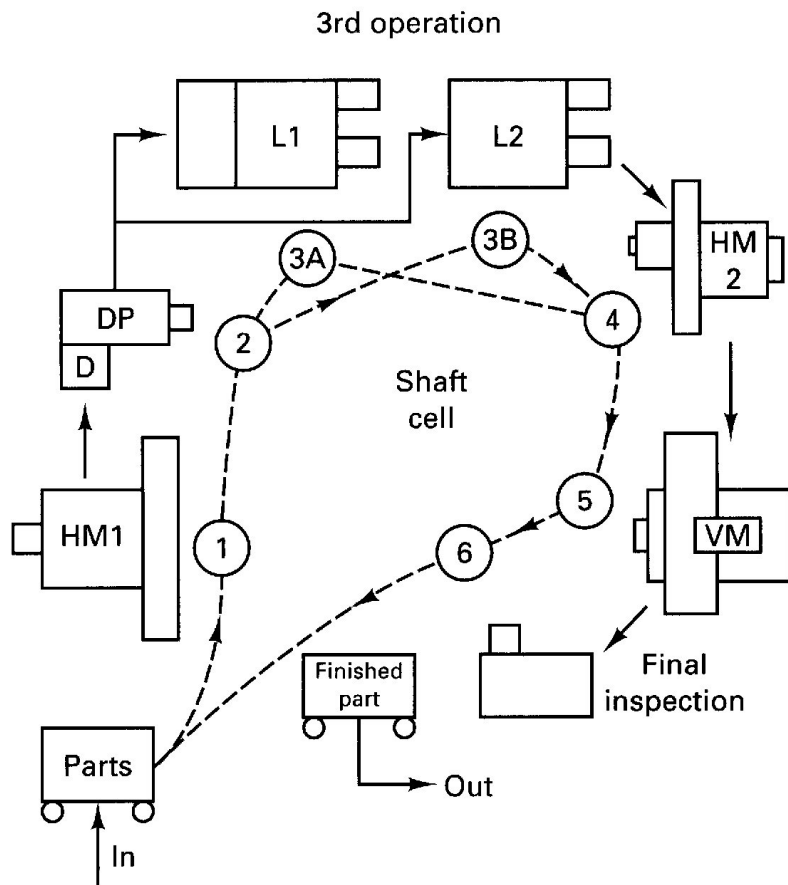 3rd operation
L1
L2
HM
2
3A
3B
DP
D
2
4
Shaft
cell
HM1
1
5
6
VM
Finished
part
Final
inspection
Parts
Out
In